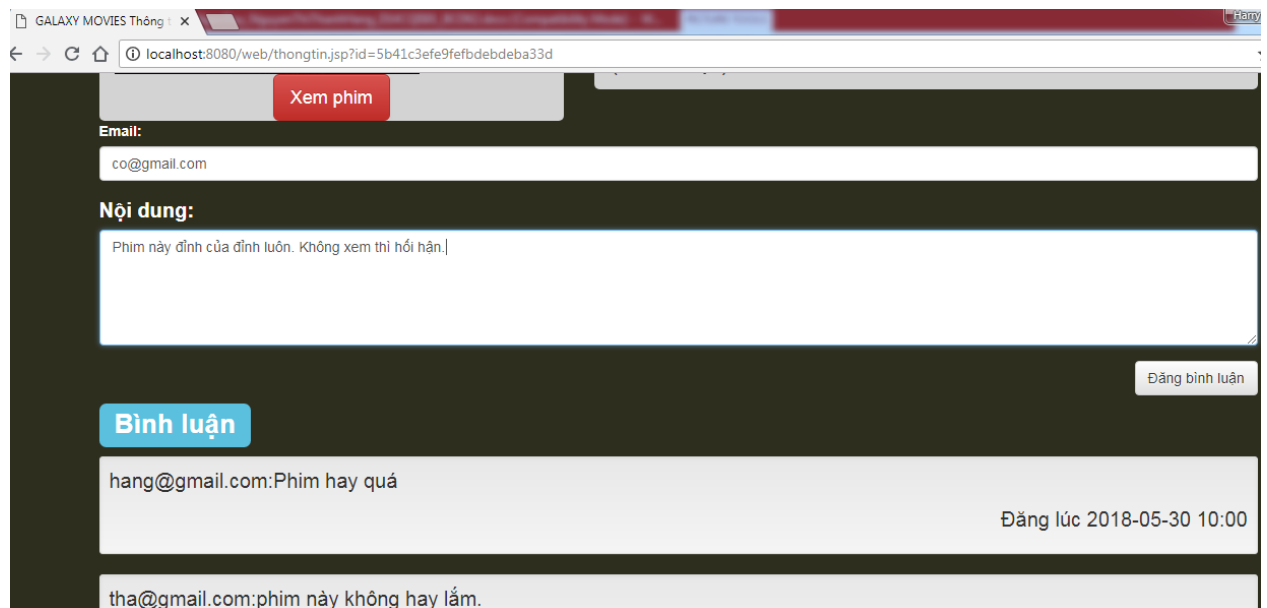 GALAXY MOVIES Thông t
Harry
localhost:8080/web/thongtin.jsp?id=5b41c3efe9fefbdebdeba33d
Xem phim
Email:
co@gmail.com
Nội dung:
Phim này đỉnh của đỉnh luôn. Không xem thì hối hận.
Đăng bình luận
Bình luận
hang@gmail.com:Phim hay quá
Đăng lúc 2018-05-30 10:00
tha@gmail.com:phim này không hay lắm.